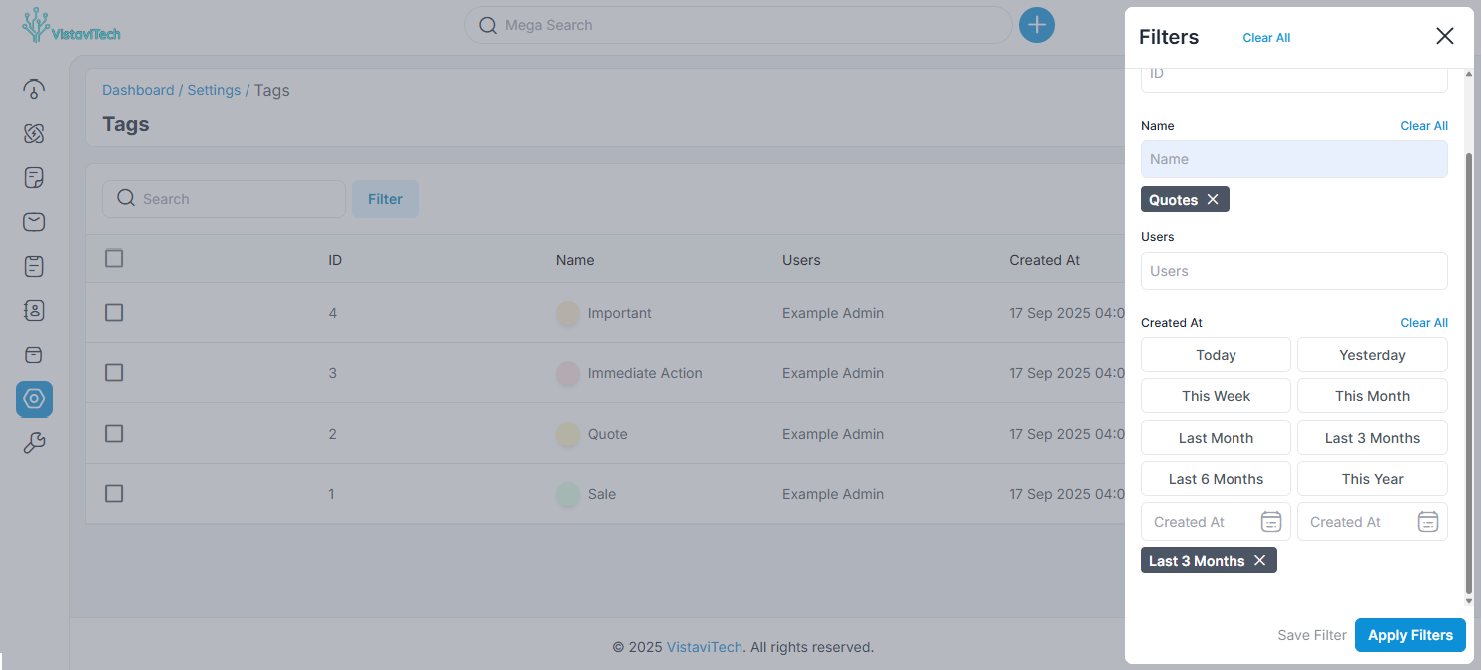 VistaviTech
Mega Search
Dashboard / Settings / Tags
Tags
Search
Filter
ID Name Users Created At
4 Important Example Admin 17 Sep 2025 04:0
3 Immediate Action Example Admin 17 Sep 2025 04:0
2 Quote Example Admin 17 Sep 2025 04:0
1 Sale Example Admin 17 Sep 2025 04:0
© 2025 VistaviTech. All rights reserved.
Filters Clear All
ID
Name Clear All
Name
Quotes
Users
Users
Created At Clear All
Today Yesterday
This Week This Month
Last Month Last 3 Months
Last 6 Months This Year
Created At Created At
Last 3 Months
Save Filter Apply Filters